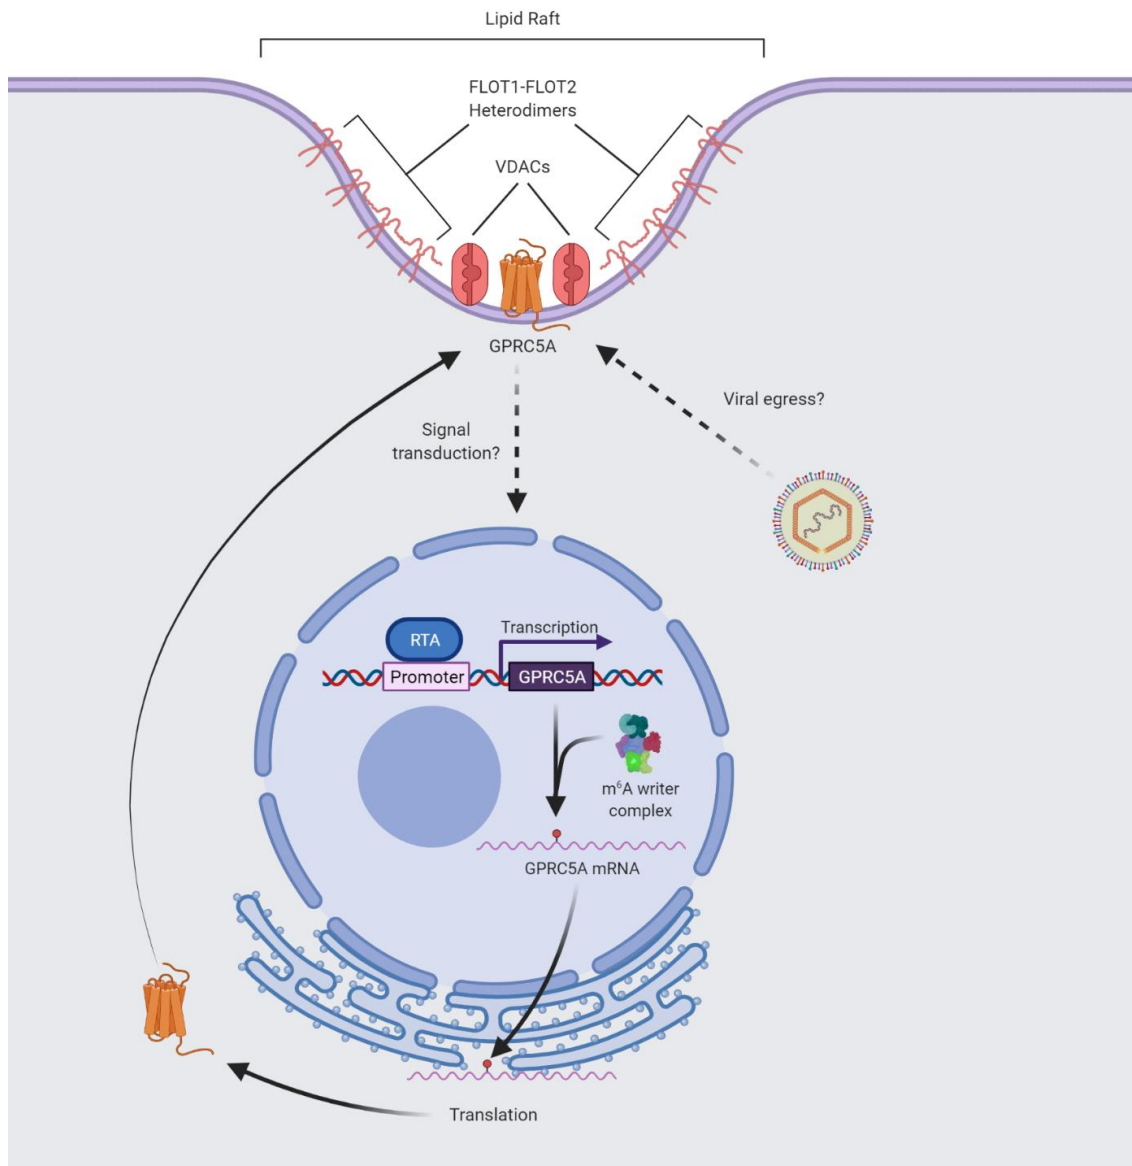 Lipid Raft
FLOT1-FLOT2
Heterodimers
VDACs
GPRC5A
Signal
transduction?
Viral egress?
Transcription
RTA
Promoter
GPRC5A
m⁶A writer
complex
GPRC5A mRNA
Translation